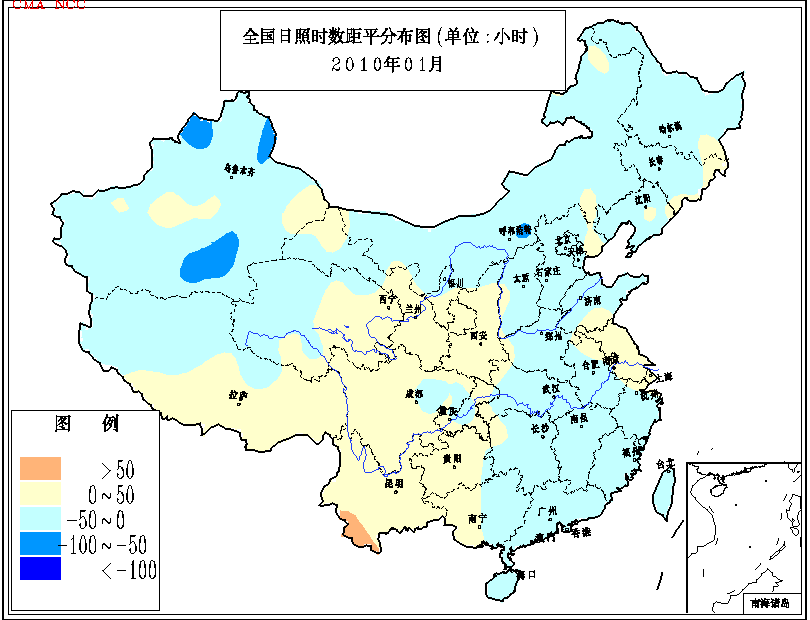 CMA NCC
全国日照时数距平分布图(单位:小时)
2010年01月
哈尔滨
长春
乌鲁木齐
沈阳
呼和浩特
北京
天津
银川
太原
石家庄
西宁
兰州
济南
西安
郑州
合肥
南京
上海
拉萨
成都
武汉
杭州
重庆
长沙
南昌
贵阳
福州
台北
昆明
南宁
广州
澳门
香港
海口
图 例
>50
0~50
-50~0
-100~-50
<-100
南海诸岛